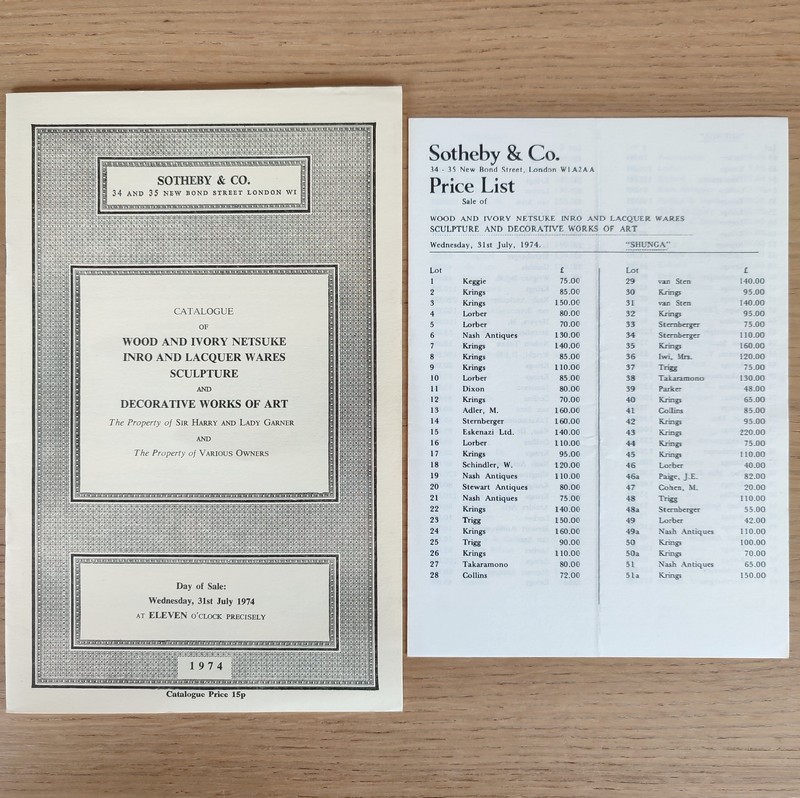 SOTHEBY & CO.
34 AND 35 NEW BOND STREET LONDON W1
CATALOGUE
OF
WOOD AND IVORY NETSUKE
INRO AND LACQUER WARES
SCULPTURE
AND
DECORATIVE WORKS OF ART
The Property of SIR HARRY AND LADY GARNER
AND
The Property of VARIOUS OWNERS
Day of Sale:
Wednesday, 31st July 1974
AT ELEVEN O'CLOCK PRECISELY
1974
Catalogue Price 15p
Sotheby & Co.
34 - 35 New Bond Street, London W1A2AA
Price List
Sale of
WOOD AND IVORY NETSUKE INRO AND LACQUER WARES
SCULPTURE AND DECORATIVE WORKS OF ART
Wednesday, 31st July, 1974. "SHUNGA"
Lot £
1 Keggie 75.00
2 Krings 85.00
3 Krings 150.00
4 Lorber 80.00
5 Lorber 70.00
6 Nash Antiques 130.00
7 Krings 140.00
8 Krings 85.00
9 Krings 110.00
10 Lorber 85.00
11 Dixon 80.00
12 Krings 70.00
13 Adler, M. 160.00
14 Sternberger 160.00
15 Eskenazi Ltd. 140.00
16 Lorber 110.00
17 Krings 95.00
18 Schindler, W. 120.00
19 Nash Antiques 110.00
20 Stewart Antiques 80.00
21 Nash Antiques 75.00
22 Krings 140.00
23 Trigg 150.00
24 Krings 160.00
25 Trigg 90.00
26 Krings 110.00
27 Takaramono 80.00
28 Collins 72.00
Lot £
29 van Sten 140.00
30 Krings 95.00
31 van Sten 140.00
32 Krings 95.00
33 Sternberger 75.00
34 Sternberger 110.00
35 Krings 160.00
36 Iwi, Mrs. 120.00
37 Trigg 75.00
38 Takaramono 130.00
39 Parker 48.00
40 Krings 65.00
41 Collins 85.00
42 Krings 95.00
43 Krings 220.00
44 Krings 75.00
45 Krings 110.00
46 Lorber 40.00
46a Paige, J.E. 82.00
47 Cohen, M. 20.00
48 Trigg 110.00
48a Sternberger 55.00
49 Lorber 42.00
49a Nash Antiques 110.00
50 Krings 100.00
50a Krings 70.00
51 Nash Antiques 65.00
51a Krings 150.00